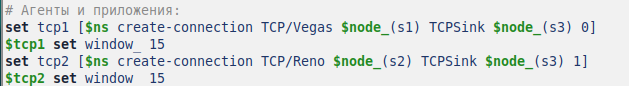 # Агенты и приложения:
set tcp1 [$ns create-connection TCP/Vegas $node_(s1) TCPSink $node_(s3) 0]
$tcp1 set window_ 15
set tcp2 [$ns create-connection TCP/Reno $node_(s2) TCPSink $node_(s3) 1]
$tcp2 set window_ 15